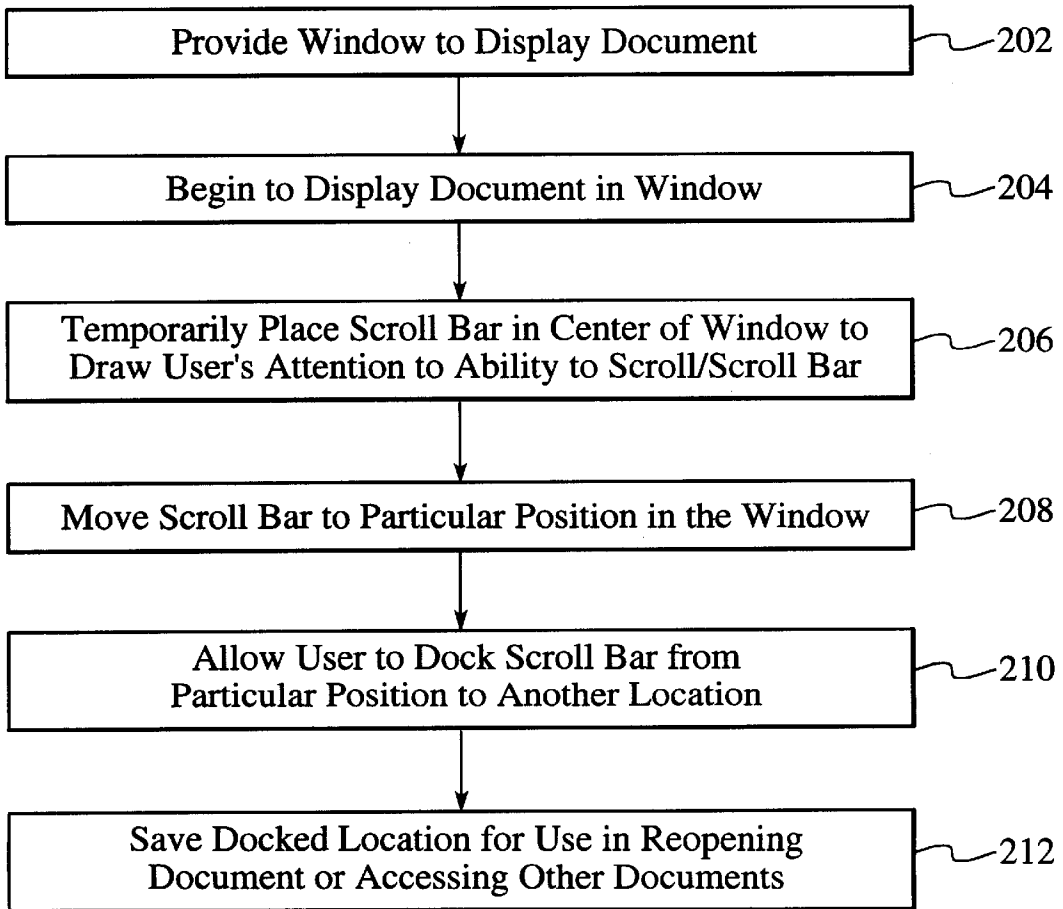 Provide Window to Display Document
202
Begin to Display Document in Window
204
Temporarily Place Scroll Bar in Center of Window to
Draw User's Attention to Ability to Scroll/Scroll Bar
206
Move Scroll Bar to Particular Position in the Window
208
Allow User to Dock Scroll Bar from
Particular Position to Another Location
210
Save Docked Location for Use in Reopening
Document or Accessing Other Documents
212